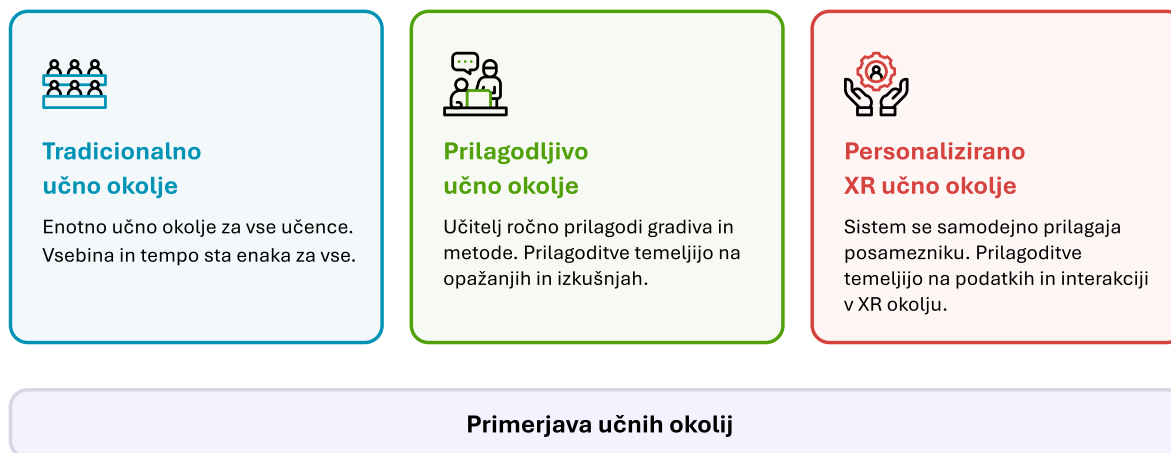 Tradicionalno
učno okolje
Enotno učno okolje za vse učence.
Vsebina in tempo sta enaka za vse.
Prilagodljivo
učno okolje
Učitelj ročno prilagodi gradiva in
metode. Prilagoditve temeljijo na
opažanjih in izkušnjah.
Personalizirano
XR učno okolje
Sistem se samodejno prilagaja
posamezniku. Prilagoditve
temeljijo na podatkih in interakciji
v XR okolju.
Primerjava učnih okolij